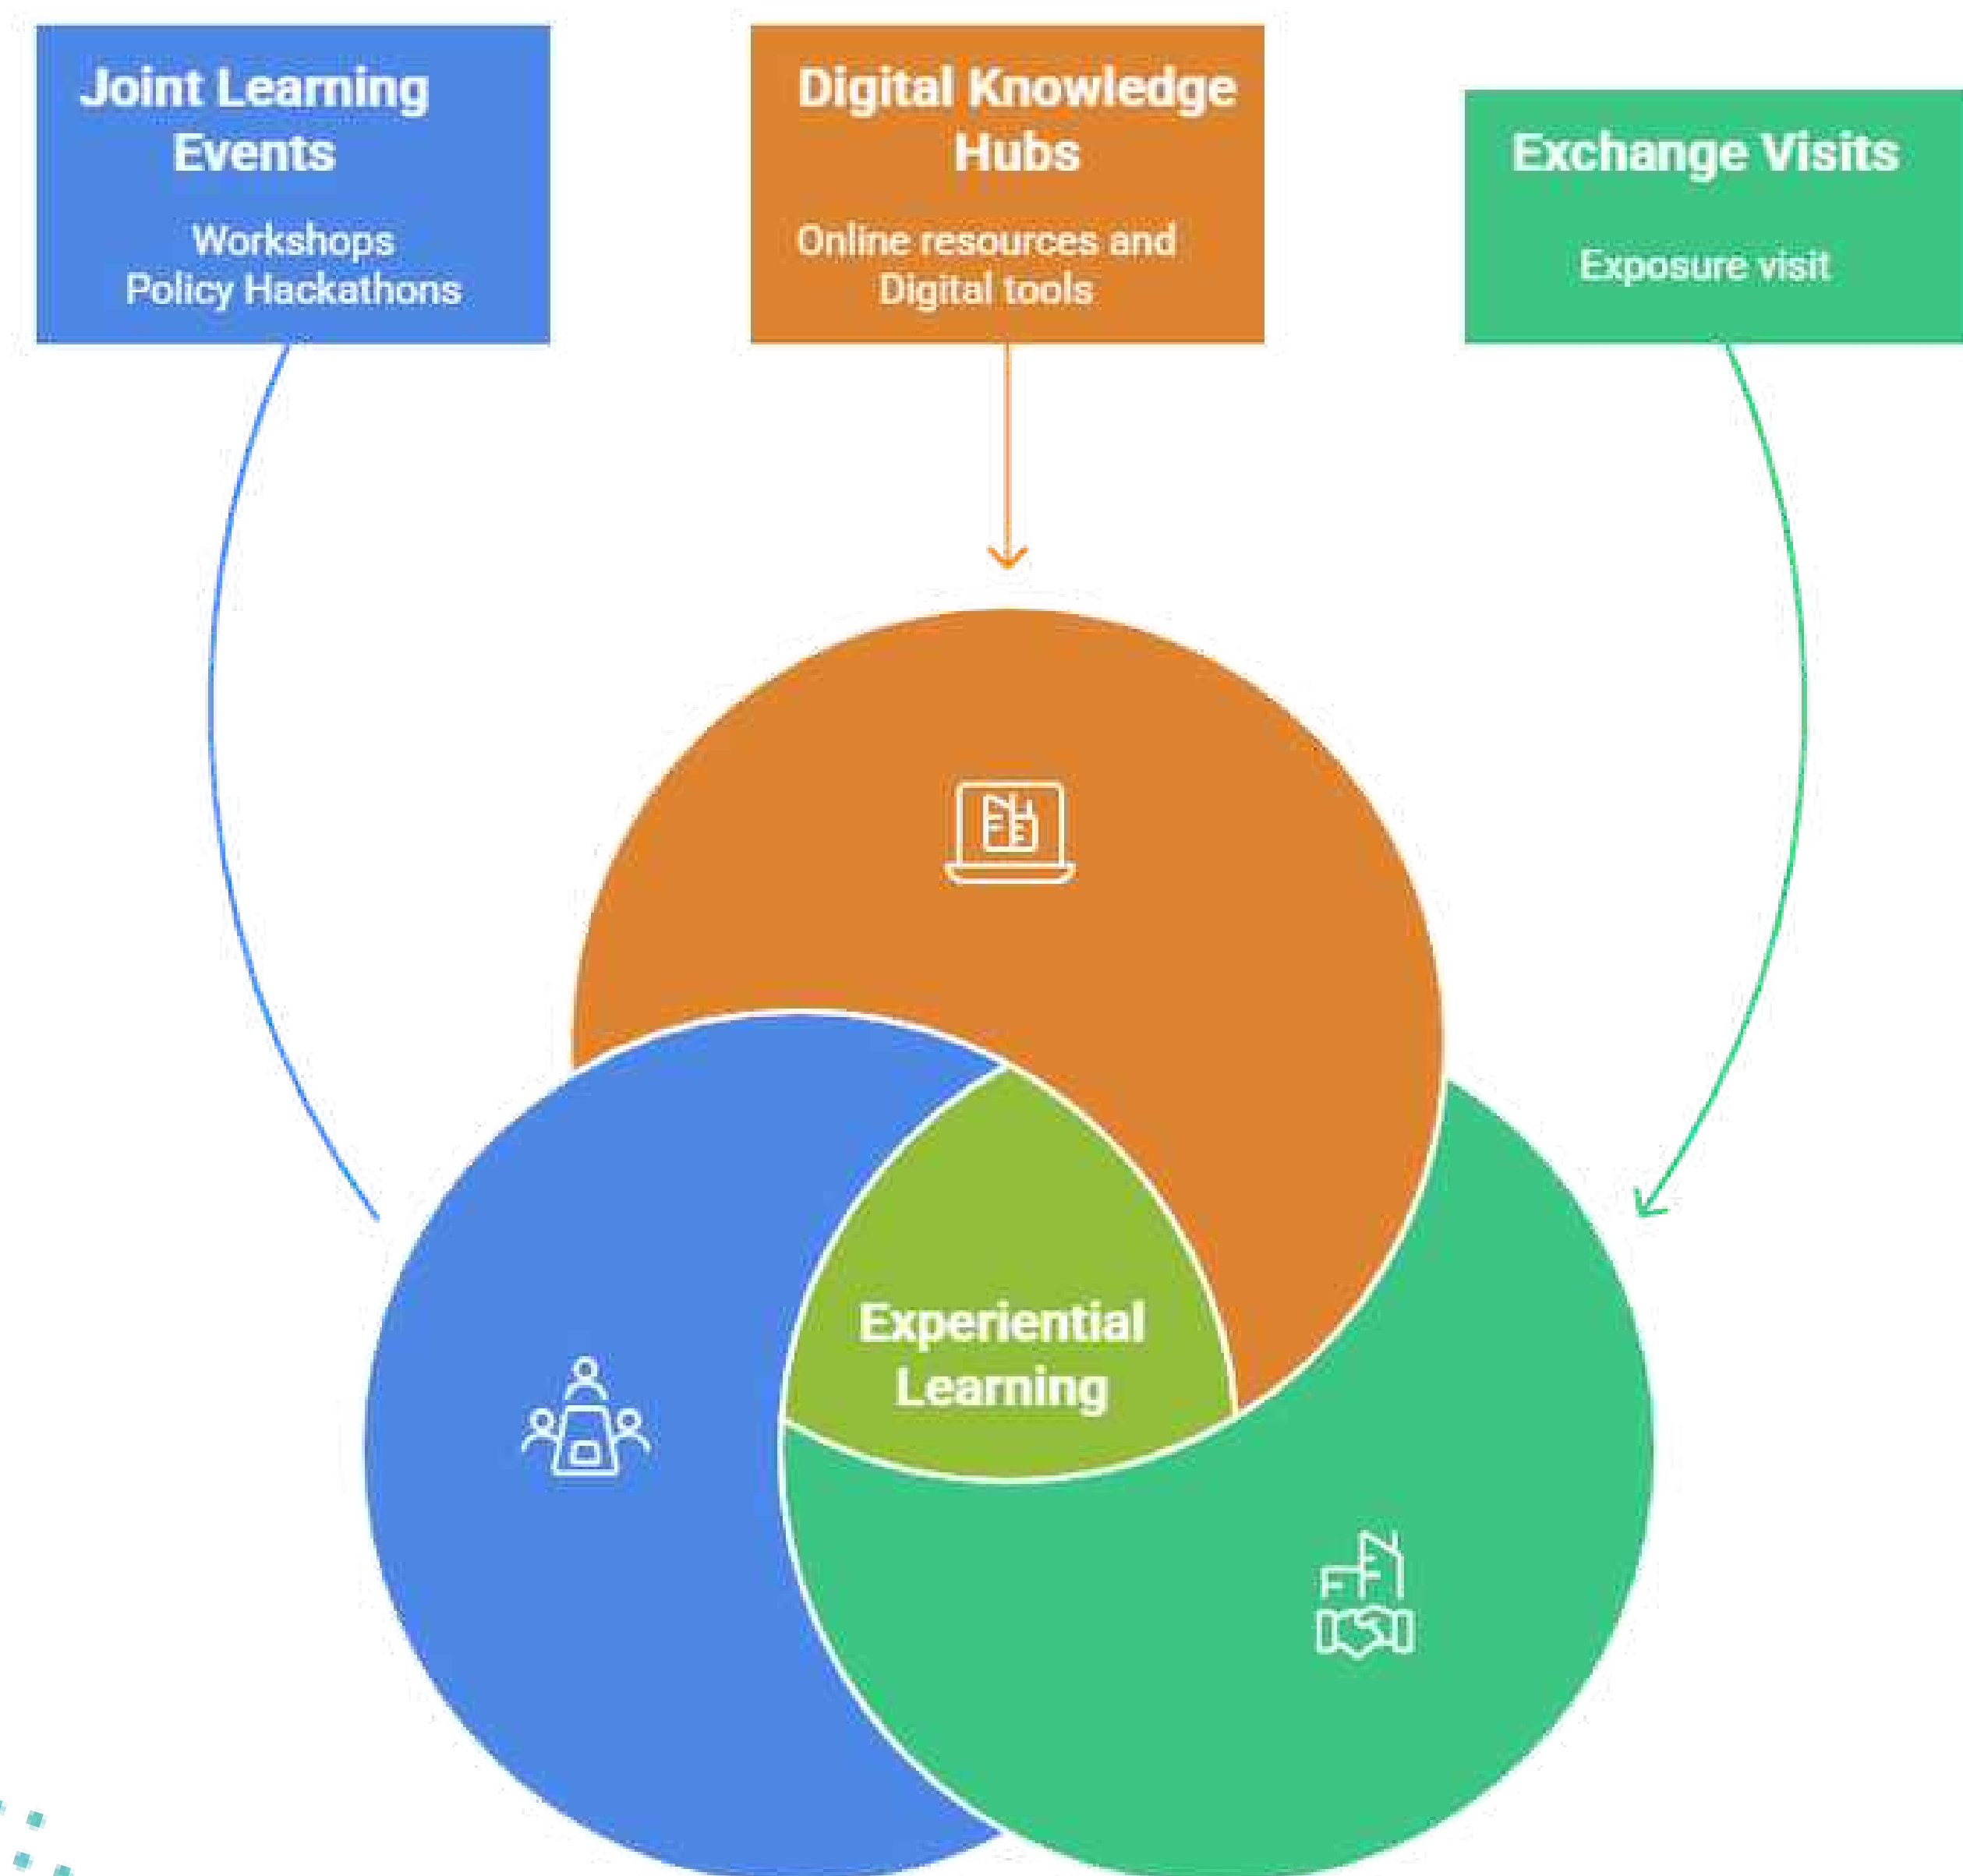 Joint Learning
Events
Workshops
Policy Hackathons
Digital Knowledge
Hubs
Online resources and
Digital tools
Exchange Visits
Exposure visit
Experiential
Learning